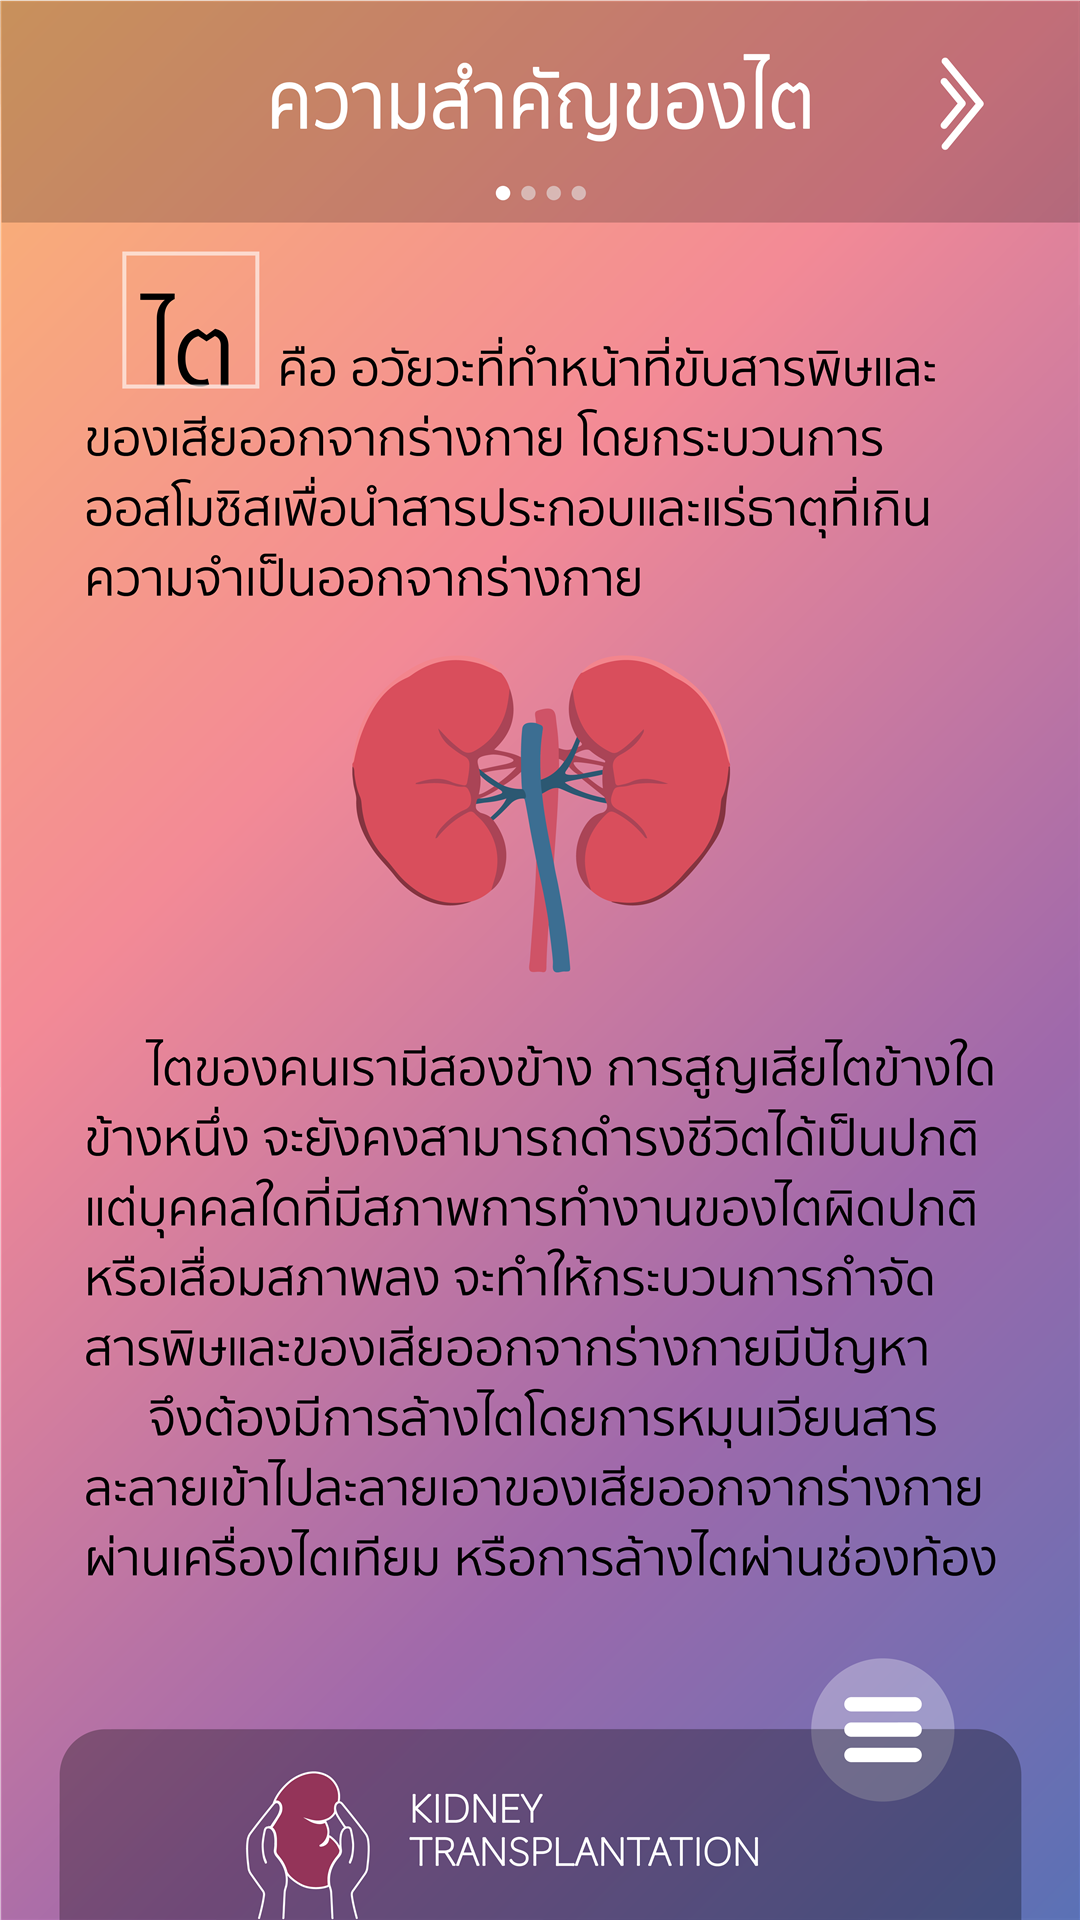 ความสำคัญของไต
ไต คือ อวัยวะที่ทำหน้าที่ขับสารพิษและ
ของเสียออกจากร่างกาย โดยกระบวนการ
ออสโมซิสเพื่อนำสารประกอบและแร่ธาตุที่เกิน
ความจำเป็นออกจากร่างกาย
ไตของคนเรามีสองข้าง การสูญเสียไตข้างใด
ข้างหนึ่ง จะยังคงสามารถดำรงชีวิตได้เป็นปกติ
แต่บุคคลใดที่มีสภาพการทำงานของไตผิดปกติ
หรือเสื่อมสภาพลง จะทำให้กระบวนการกำจัด
สารพิษและของเสียออกจากร่างกายมีปัญหา
จึงต้องมีการล้างไตโดยการหมุนเวียนสาร
ละลายเข้าไปละลายเอาของเสียออกจากร่างกาย
ผ่านเครื่องไตเทียม หรือการล้างไตผ่านช่องท้อง
KIDNEY
TRANSPLANTATION